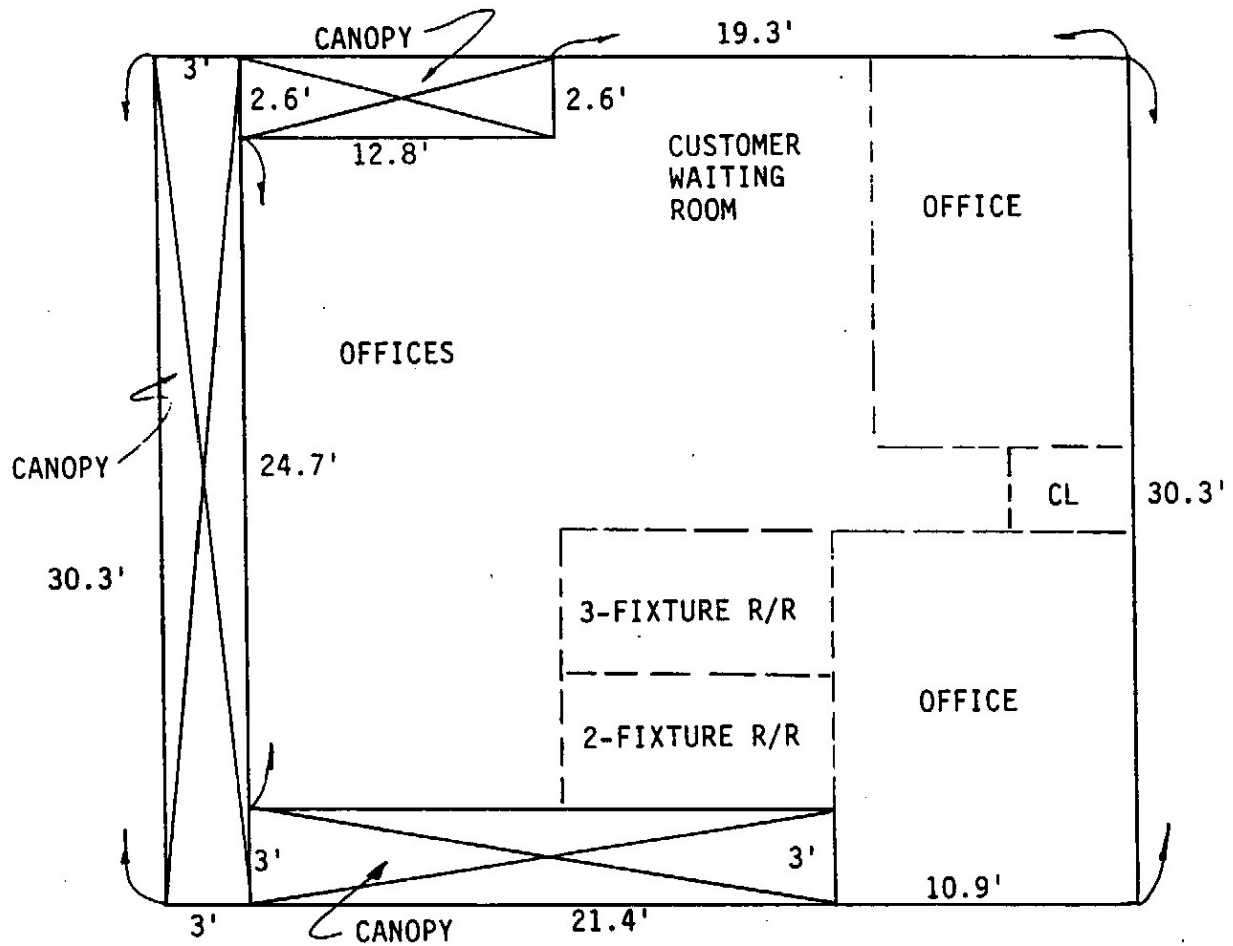 CANOPY
19.3'
3'
2.6'
2.6'
12.8'
CUSTOMER
WAITING
ROOM
OFFICE
OFFICES
CANOPY
24.7'
CL
30.3'
30.3'
3-FIXTURE R/R
OFFICE
2-FIXTURE R/R
3'
3'
10.9'
3'
CANOPY
21.4'